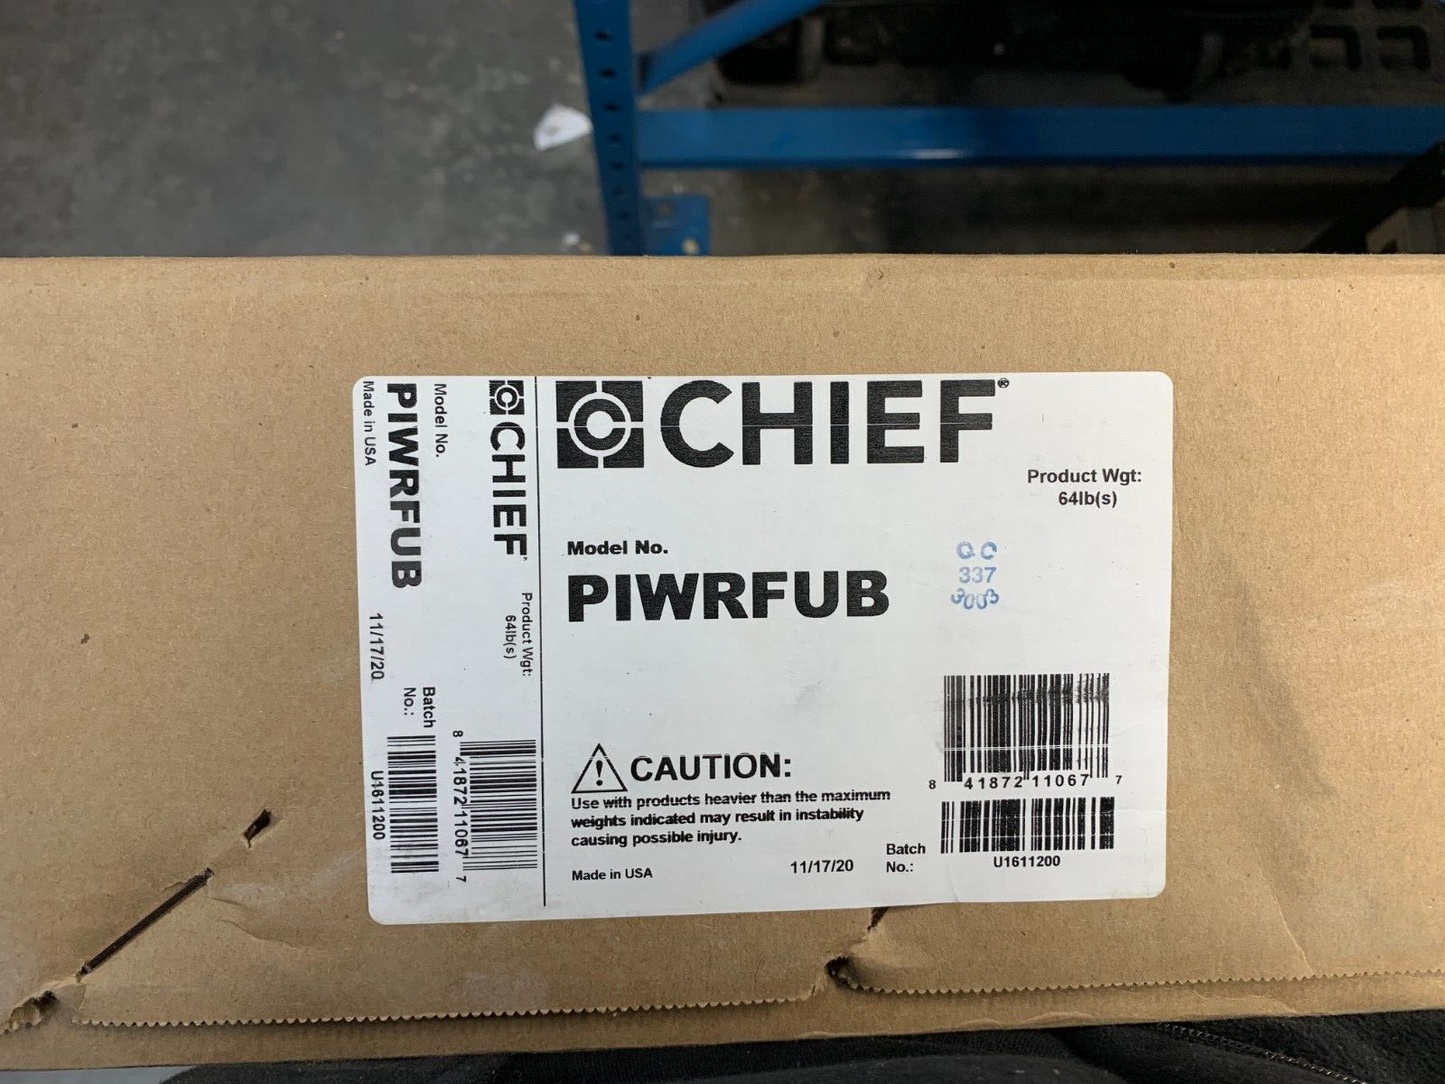 CHIEF®
Product Wgt:
64lb(s)
Model No.
PIWRFUB
QC
337
3003
CAUTION:
Use with products heavier than the maximum
weights indicated may result in instability
causing possible injury.
Made in USA
11/17/20
Batch
No.:
8 41872 11067 7
U1611200
CHIEF
Product Wgt:
64lb(s)
Model No.
PIWRFUB
Made in USA
11/17/20
Batch
No.:
8 41872 11067 7
U1611200